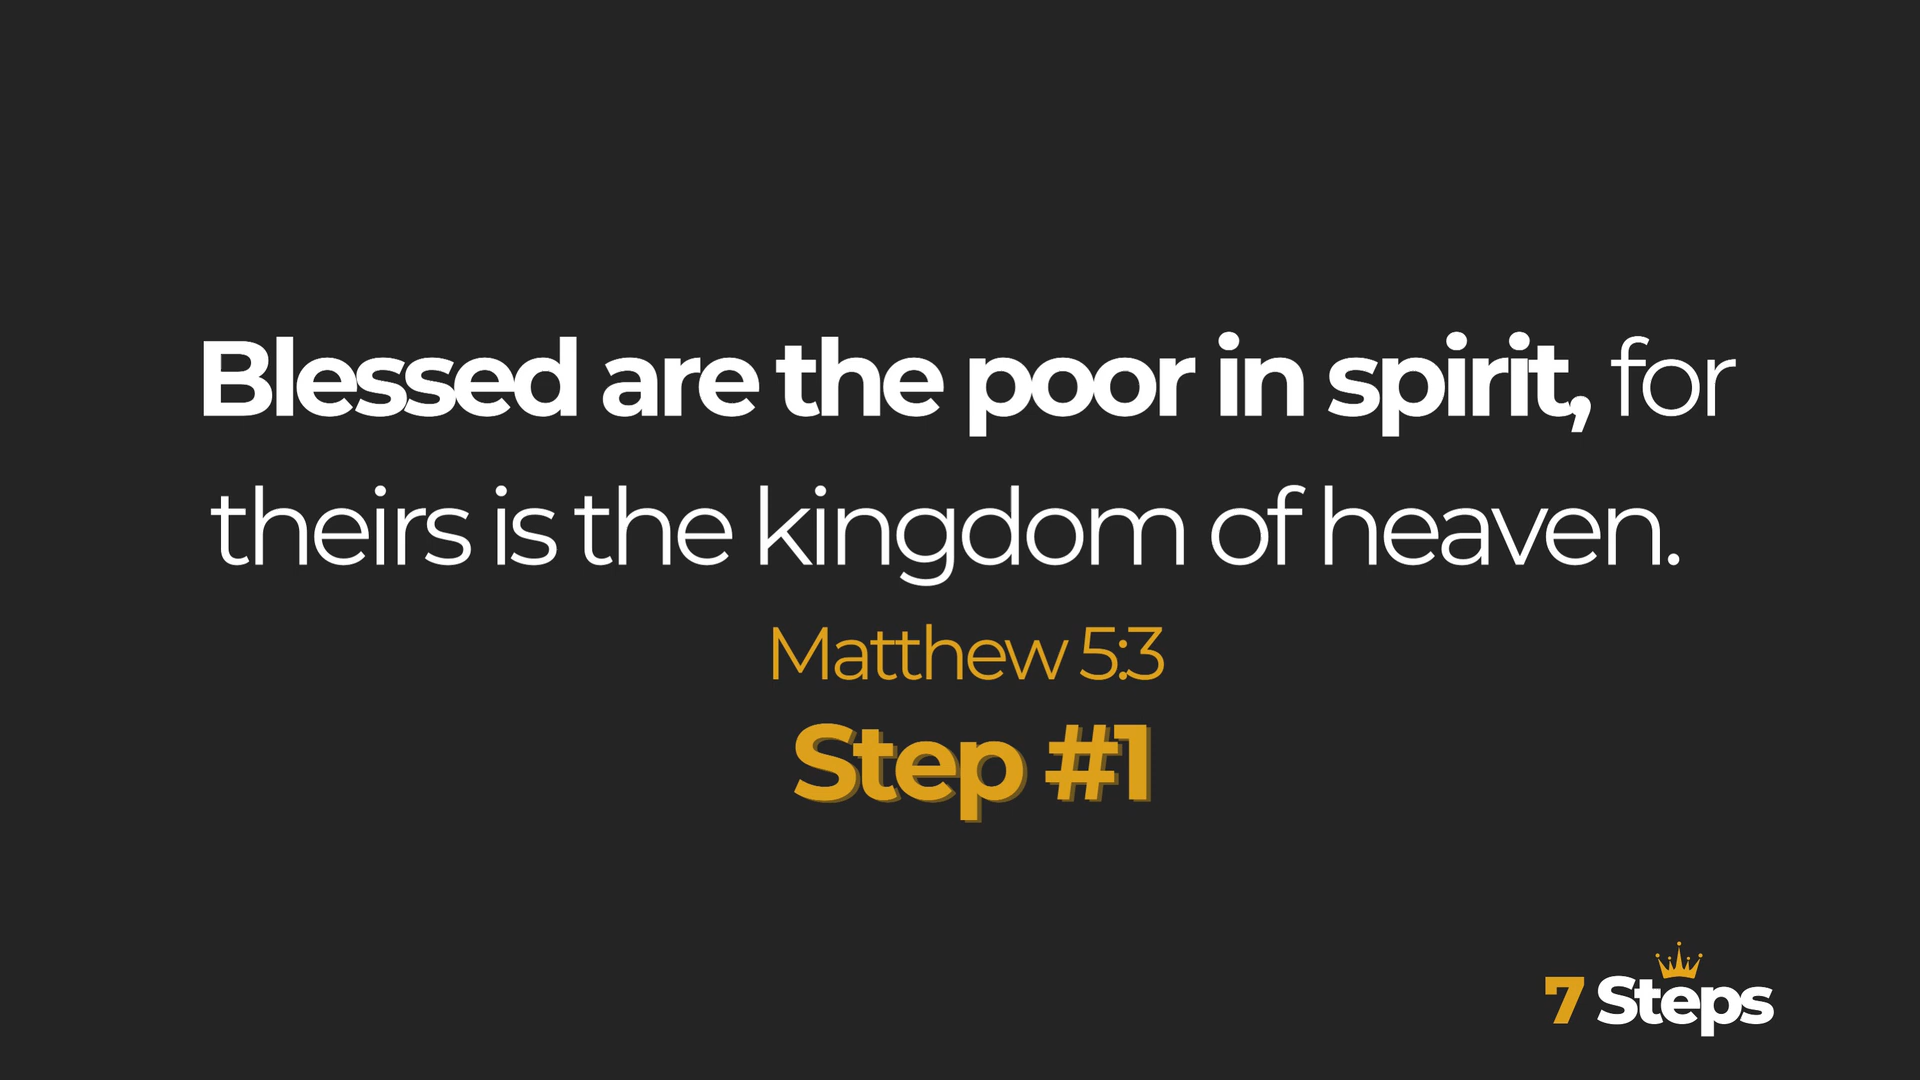 Blessed are the poor in spirit, for
theirs is the kingdom of heaven.
Matthew 5:3
Step #1
7 Steps